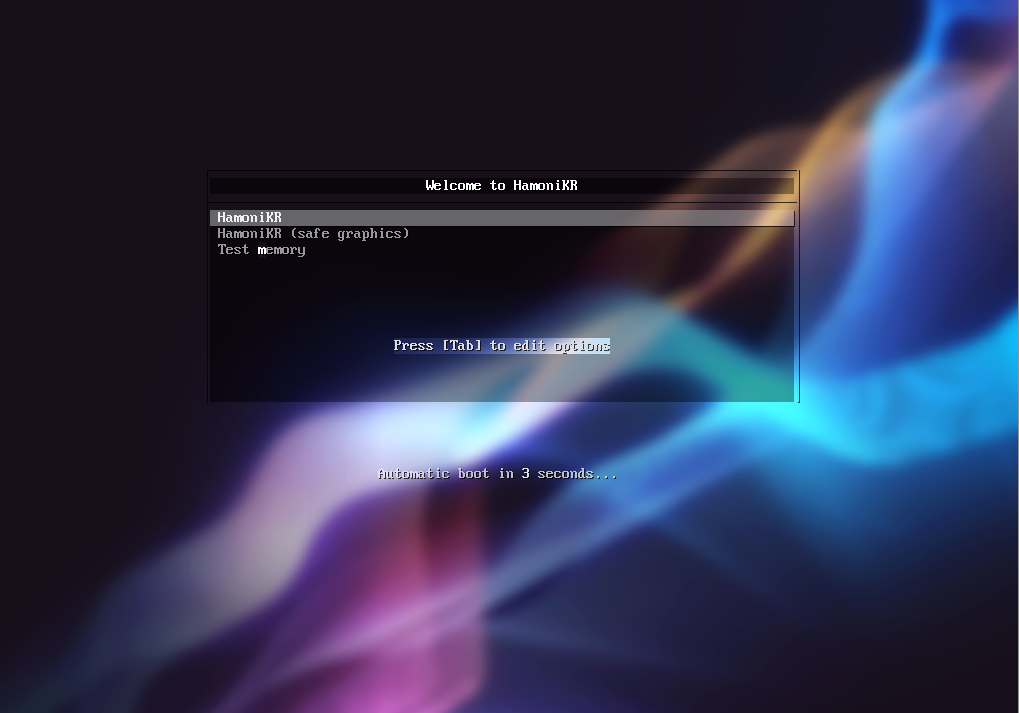 Welcome to HamoniKR
HamoniKR
HamoniKR (safe graphics)
Test memory
Press [Tab] to edit options
Automatic boot in 3 seconds...